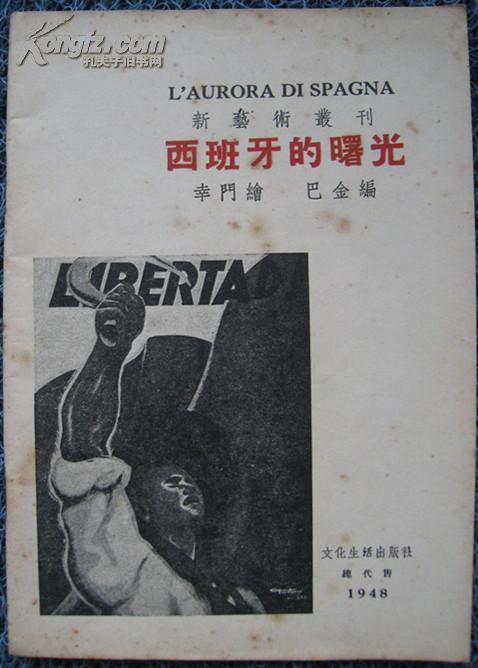 Kongfz.com
孔夫子旧书网
L'AURORA DI SPAGNA
新藝術叢刊
西班牙的曙光
幸門繪 巴金編
LIBERTAD!
文化生活出版社
總代售
1948